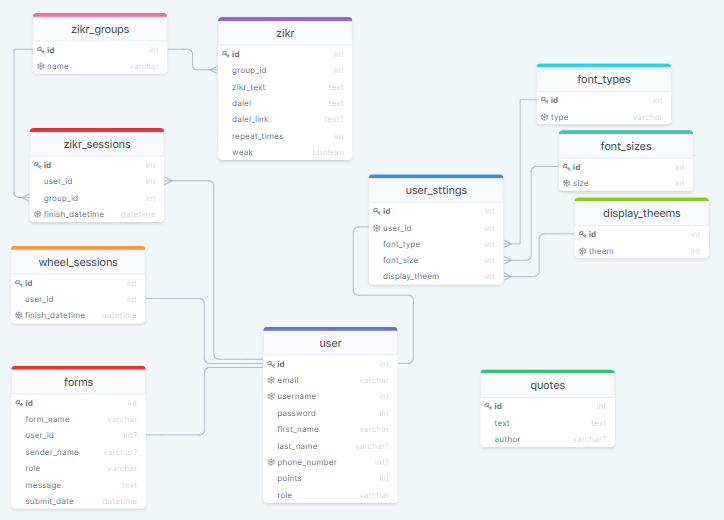 zikr_groups
id int
name varchar
zikr
id int
group_id int
zikr_text text
dalel text
dalel_link text?
repeat_times int
weak bboolean
font_types
id int
type varchar
zikr_sessions
id int
user_id int
group_id int
finish_datetime datetime
font_sizes
id int
size int
user_sttings
id int
user_id int
font_type int
font_size int
display_theem int
display_theems
id int
theem int
wheel_sessions
id int
user_id int
finish_datetime datetime
user
id int
email varchar
username int
password int
first_name varchar
last_name varchar?
phone_number int?
points int
role varchar
forms
id int
form_name varchar
user_id int?
sender_name varchar?
role varchar
message text
submit_date datetime
quotes
id int
text text
author varchar?